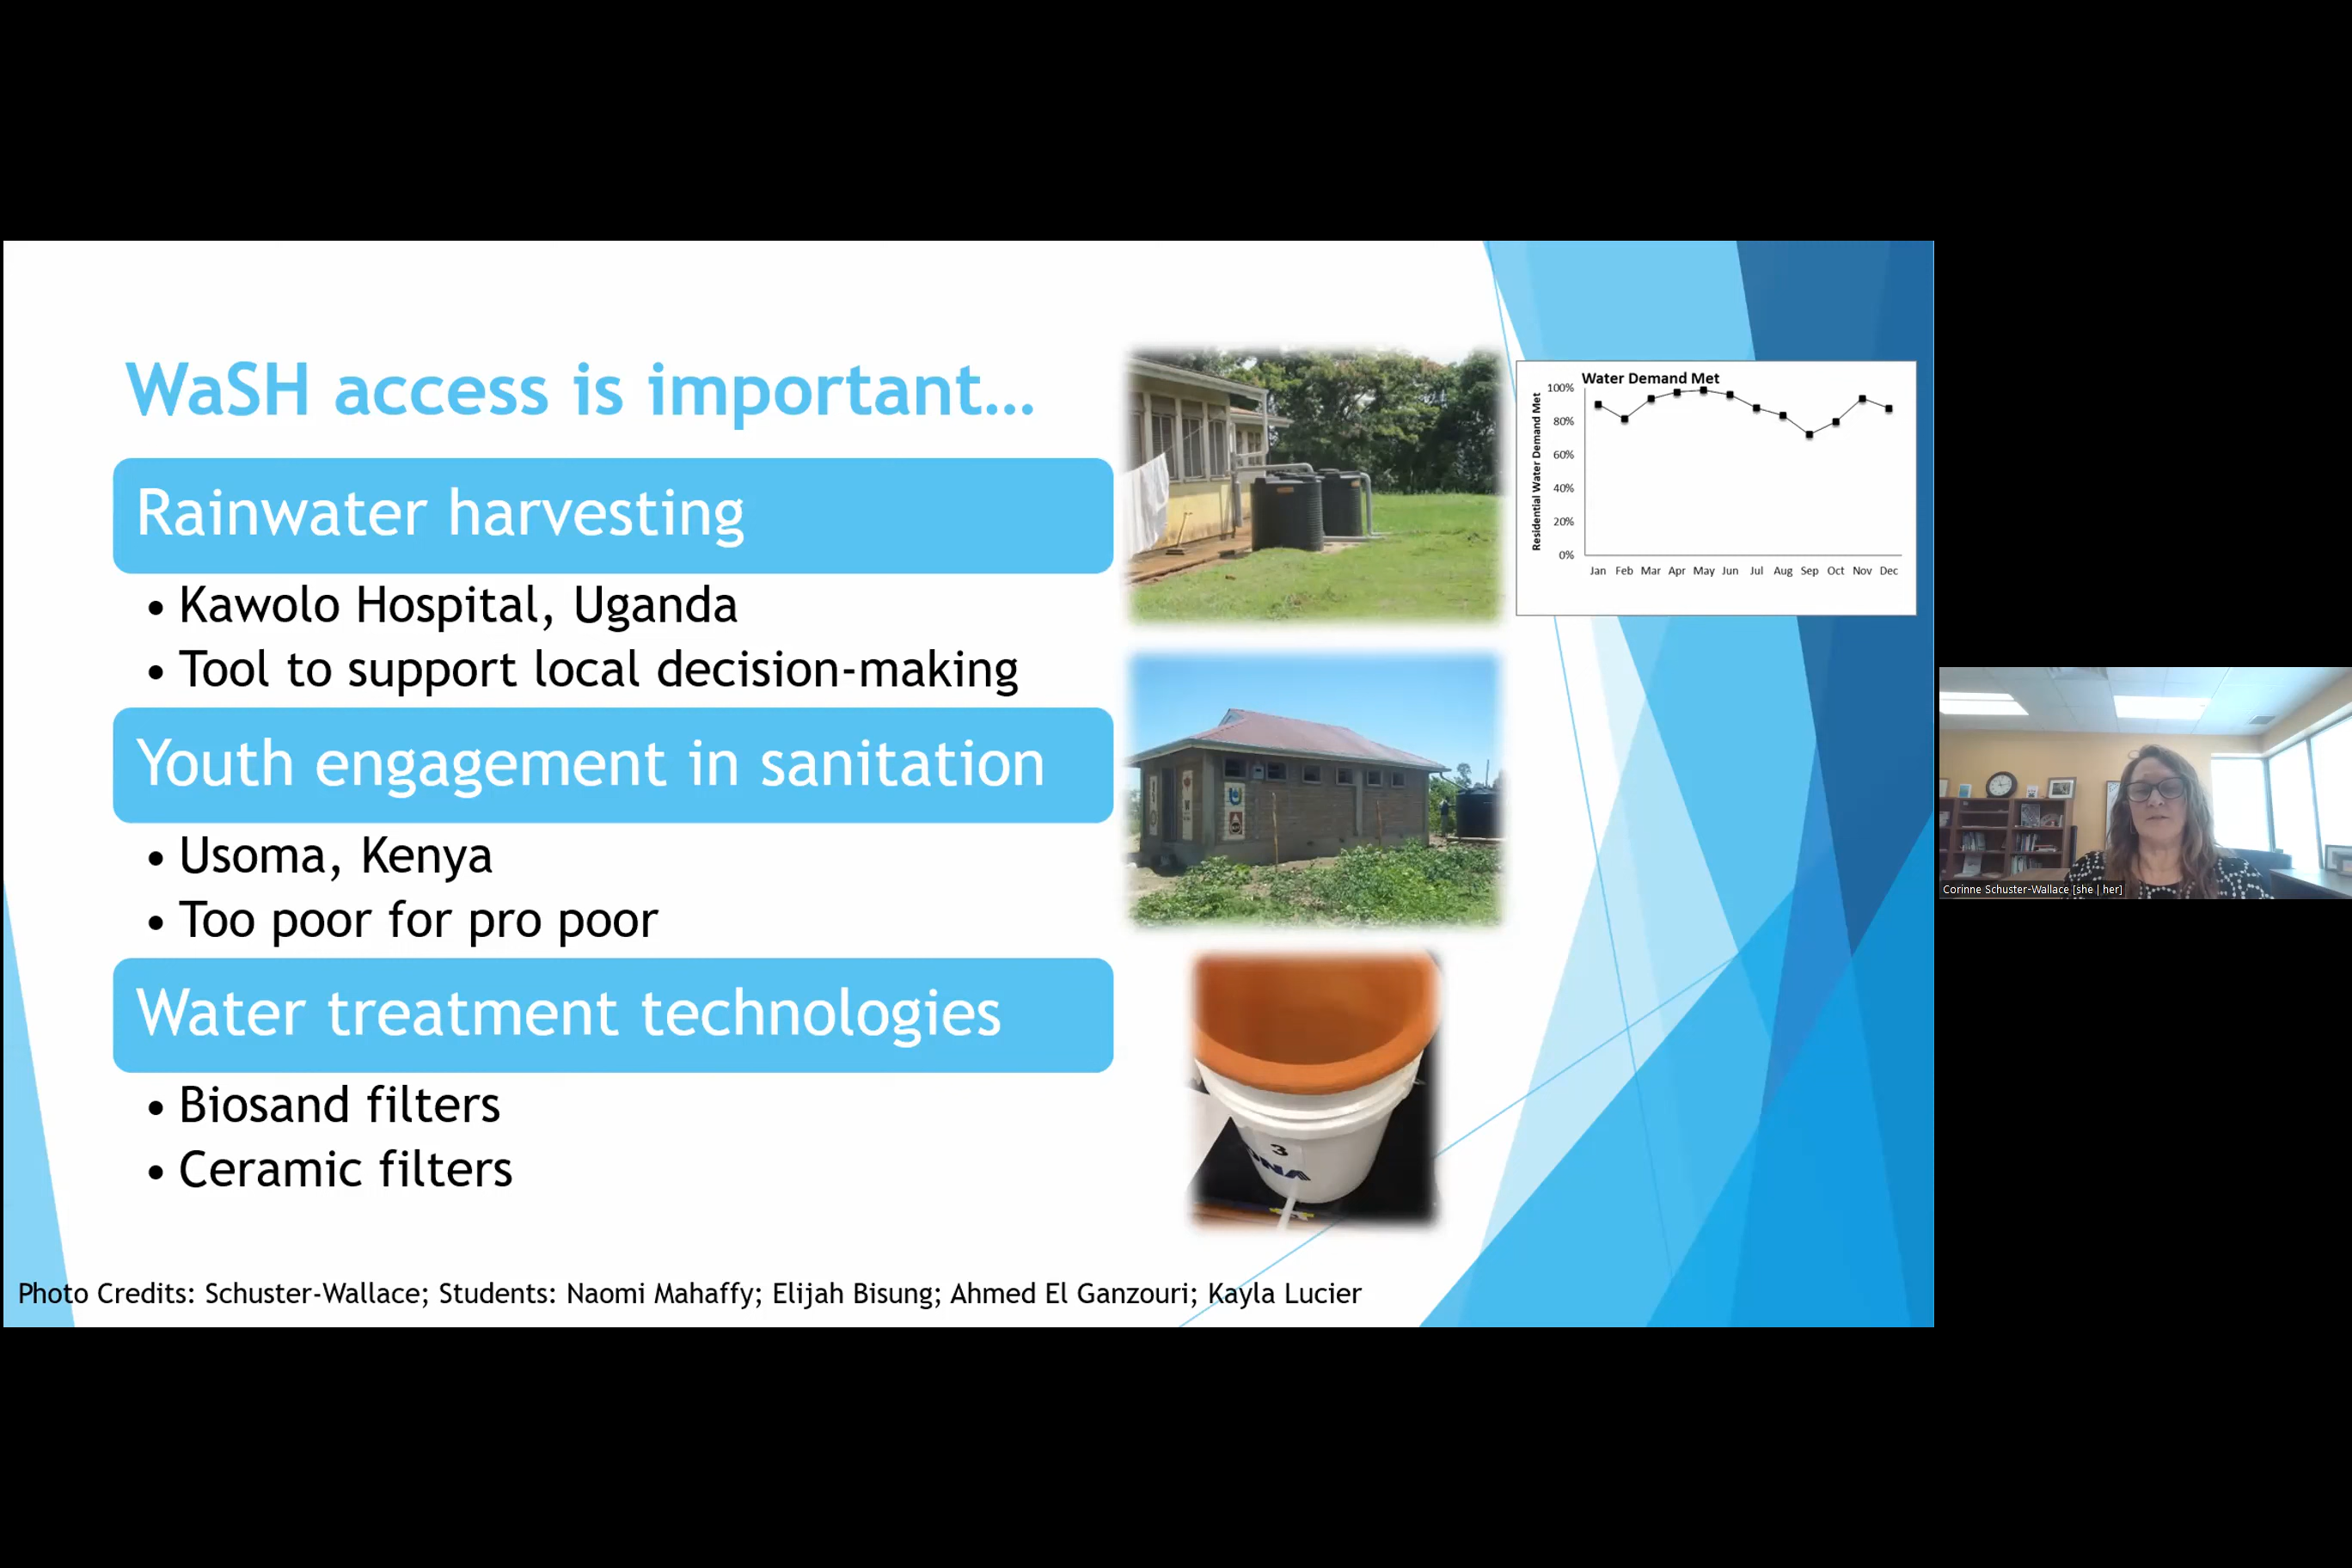 WaSH access is important...
Rainwater harvesting
• Kawolo Hospital, Uganda
• Tool to support local decision-making
Youth engagement in sanitation
• Usoma, Kenya
• Too poor for pro poor
Water treatment technologies
• Biosand filters
• Ceramic filters
Photo Credits: Schuster-Wallace; Students: Naomi Mahaffy; Elijah Bisung; Ahmed El Ganzouri; Kayla Lucier
Water Demand Met
Residential Water Demand Met
100%
80%
60%
40%
20%
0%
Jan Feb Mar Apr May Jun Jul Aug Sep Oct Nov Dec
3
Corinne Schuster-Wallace [she | her]